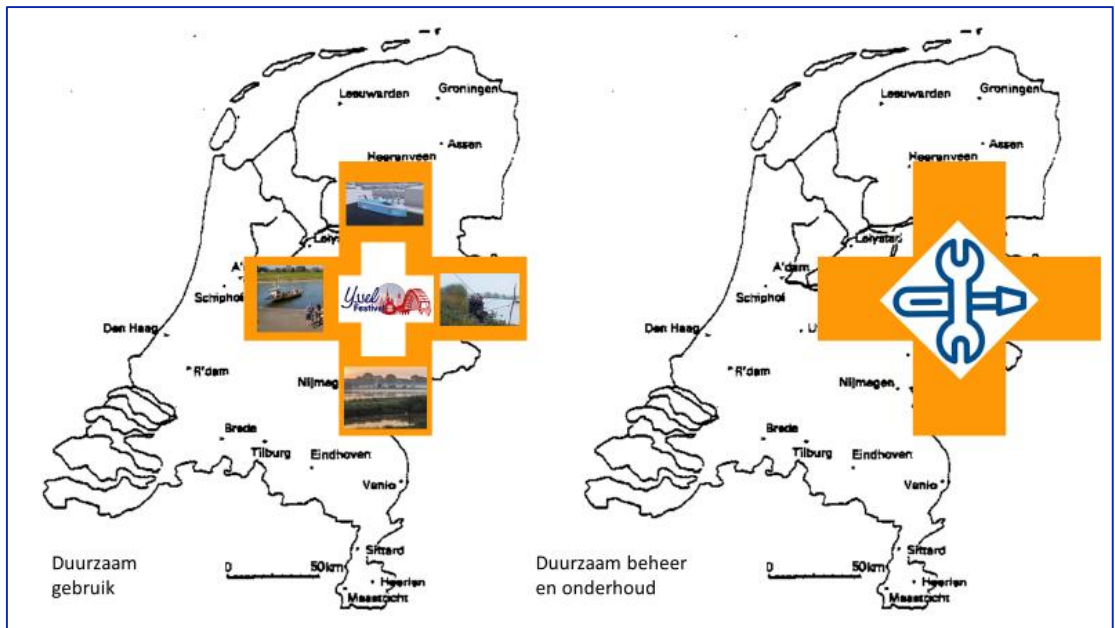 Leeuwarden
Groningen
Assen
Heerenveen
Lelysta
A'd
Schiphol
Den Haag
R'dam
Nijmegen
Breda
Tilburg
Eindhoven
Venlo
Sittard
Heerlen
Maastricht
0 50km
IJssel
Festival
Duurzaam
gebruik
Leeuwarden
Groningen
Assen
Heerenveen
Lelystad
A'dam
Schiphol
Den Haag
U
R'dam
Nijmegen
Breda
Tilburg
Eindhoven
Venlo
Sittard
Heerlen
Maastricht
0 50km
Duurzaam beheer
en onderhoud